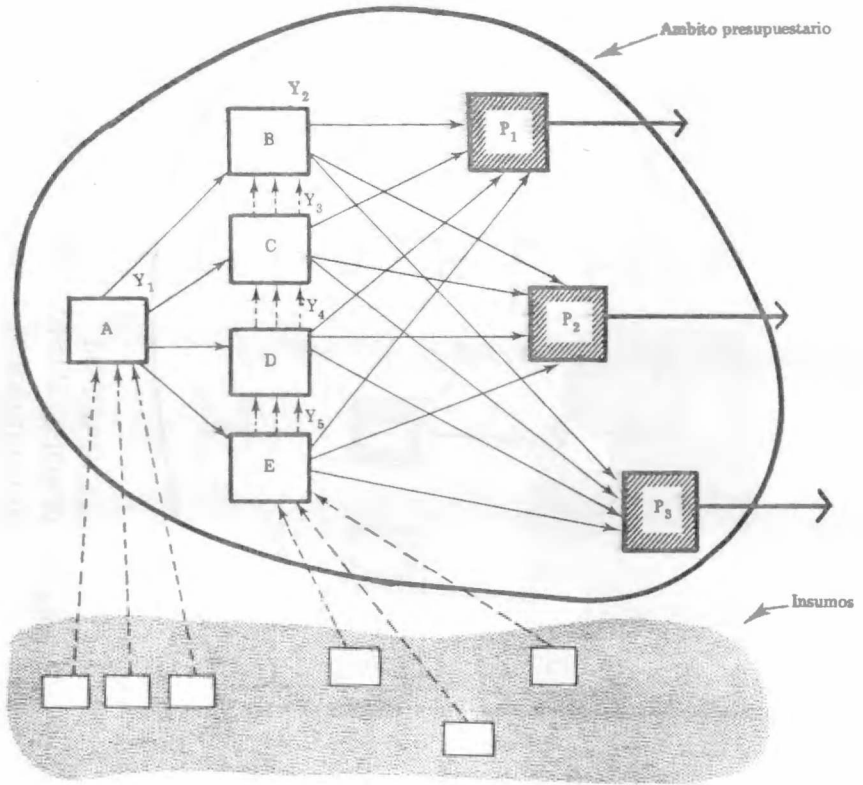 Ambito presupuestario
Y₂
B
P₁
Y₃
C
Y₁
A
Y₄
P₂
D
Y₅
E
P₃
Insumos